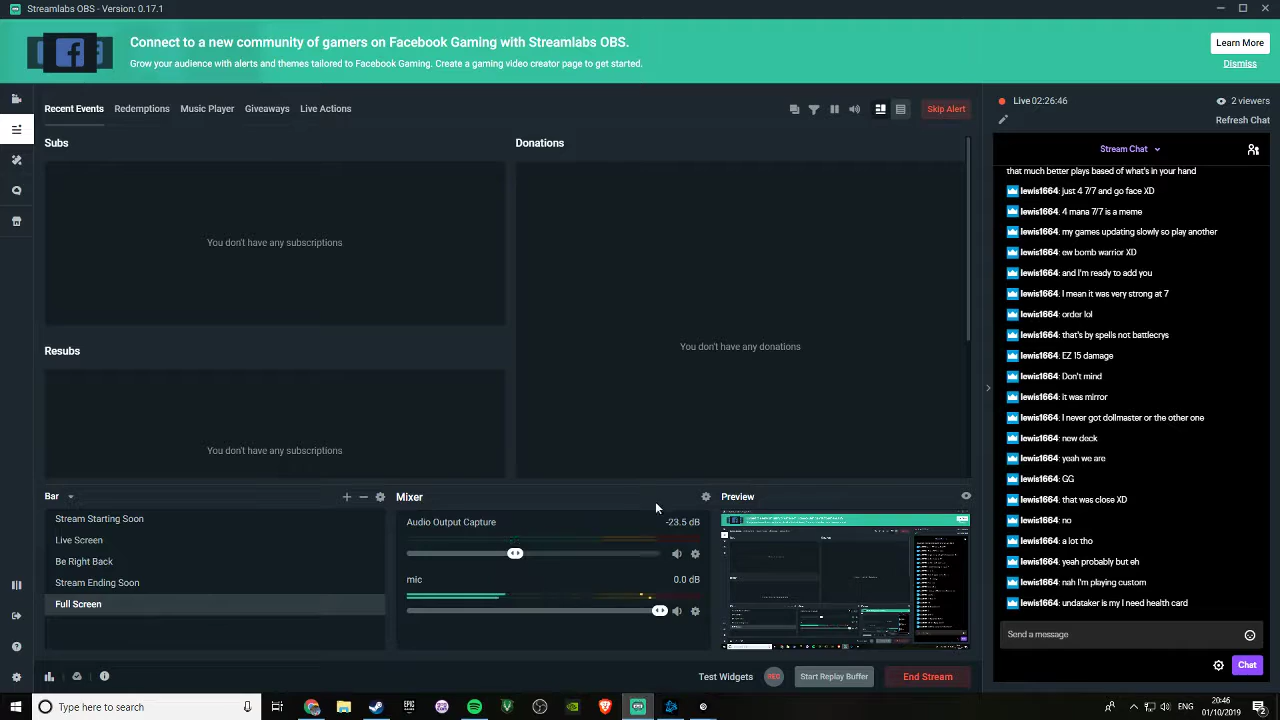 Streamlabs OBS - Version: 0.17.1
Connect to a new community of gamers on Facebook Gaming with Streamlabs OBS.
Grow your audience with alerts and themes tailored to Facebook Gaming. Create a gaming video creator page to get started.
Learn More
Dismiss
Recent Events
Redemptions
Music Player
Giveaways
Live Actions
Skip Alert
Subs
You don't have any subscriptions
Resubs
You don't have any subscriptions
Donations
You don't have any donations
Bar
Stream Starting Soon
Live Screen
Be Right Back
Stream Ending Soon
Full Screen
Mixer
Audio Output Capture
-23.5 dB
mic
0.0 dB
Preview
Test Widgets
REC
Start Replay Buffer
End Stream
Live 02:26:46
2 viewers
Refresh Chat
Stream Chat
that much better plays based of what's in your hand
lewis1664: just 4 7/7 and go face XD
lewis1664: 4 mana 7/7 is a meme
lewis1664: my games updating slowly so play another
lewis1664: ew bomb warrior XD
lewis1664: and I'm ready to add you
lewis1664: I mean it was very strong at 7
lewis1664: order lol
lewis1664: that's by spells not battlecrys
lewis1664: EZ 15 damage
lewis1664: Don't mind
lewis1664: it was mirror
lewis1664: I never got dollmaster or the other one
lewis1664: new deck
lewis1664: yeah we are
lewis1664: GG
lewis1664: that was close XD
lewis1664: no
lewis1664: a lot tho
lewis1664: yeah probably but eh
lewis1664: nah I'm playing custom
lewis1664: undataker is my I need health card
Send a message
Chat
Type here to search
EPIC
ENG
20:46
01/10/2019
2